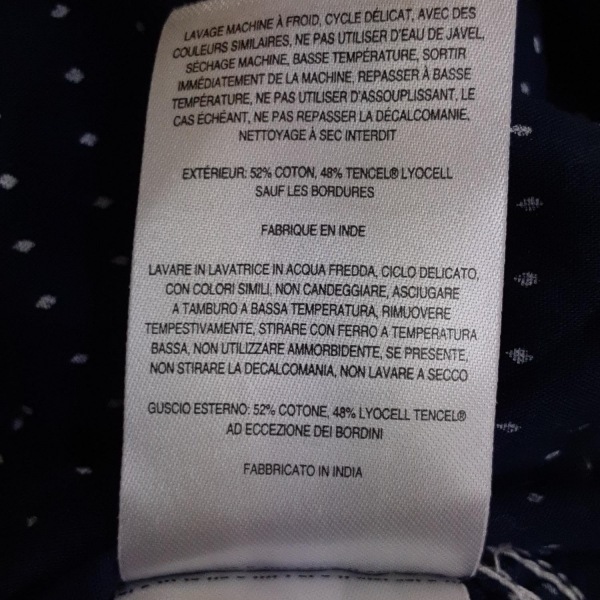 LAVAGE MACHINE À FROID, CYCLE DÉLICAT, AVEC DES
COULEURS SIMILAIRES, NE PAS UTILISER D'EAU DE JAVEL,
SÉCHAGE MACHINE, BASSE TEMPÉRATURE, SORTIR
IMMÉDIATEMENT DE LA MACHINE, REPASSER À BASSE
TEMPÉRATURE, NE PAS UTILISER D'ASSOUPLISSANT, LE
CAS ÉCHÉANT, NE PAS REPASSER LA DÉCALCOMANIE,
NETTOYAGE À SEC INTERDIT
EXTÉRIEUR: 52% COTON, 48% TENCEL® LYOCELL
SAUF LES BORDURES
FABRIQUE EN INDE
LAVARE IN LAVATRICE IN ACQUA FREDDA, CICLO DELICATO,
CON COLORI SIMILI, NON CANDEGGIARE, ASCIUGARE
A TAMBURO A BASSA TEMPERATURA, RIMUOVERE
TEMPESTIVAMENTE, STIRARE CON FERRO A TEMPERATURA
BASSA, NON UTILIZZARE AMMORBIDENTE, SE PRESENTE,
NON STIRARE LA DECALCOMANIA, NON LAVARE A SECCO
GUSCIO ESTERNO: 52% COTONE, 48% LYOCELL TENCEL®
AD ECCEZIONE DEI BORDINI
FABBRICATO IN INDIA